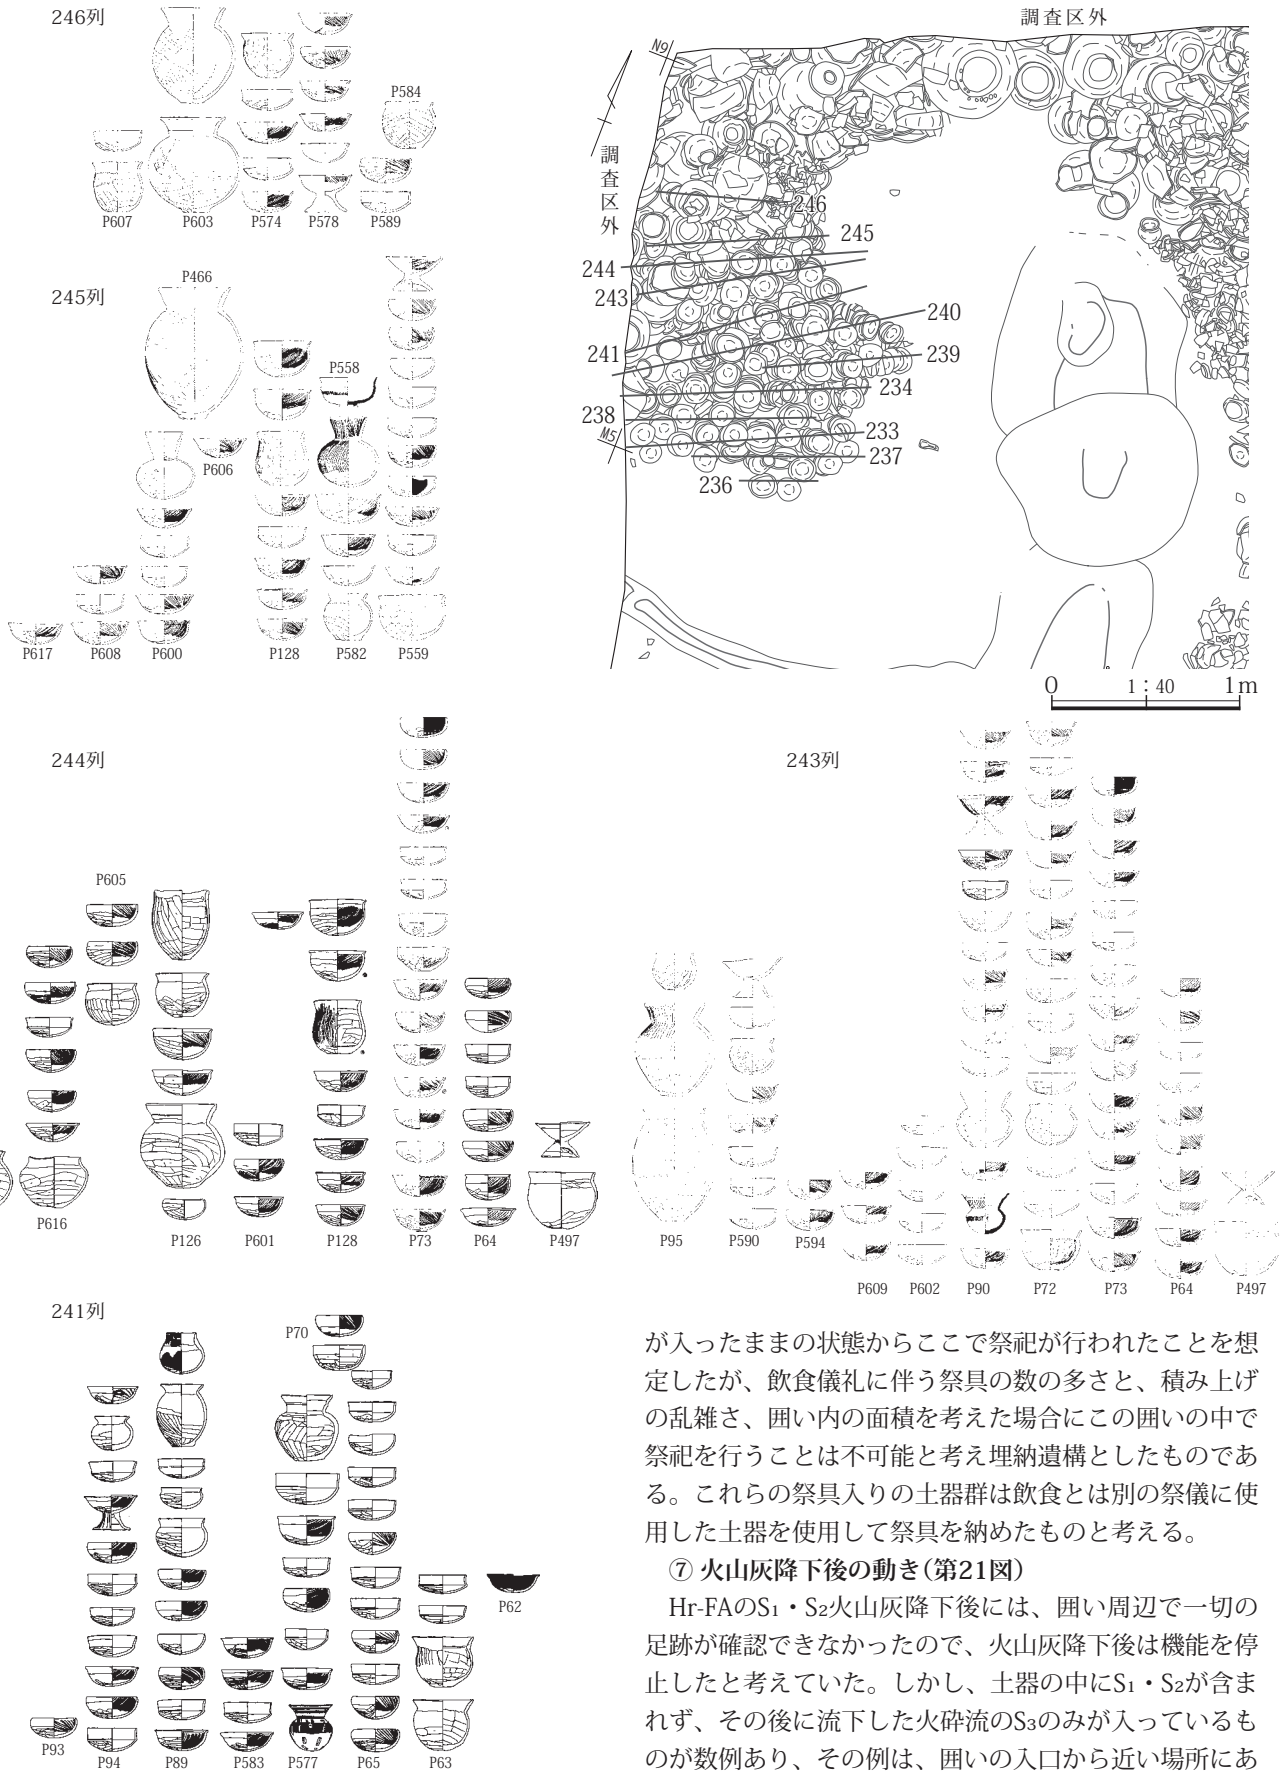 246列
P584
P607
P603
P574
P578
P589
調査区外
N9
調査区外
246
245
244
243
240
241
239
234
238
M5
233
237
236
0
1：40
1m
245列
P466
P558
P606
P617
P608
P600
P128
P582
P559
244列
P605
P616
P126
P601
P128
P73
P64
P497
243列
P95
P590
P594
P609
P602
P90
P72
P73
P64
P497
241列
P70
P62
P93
P94
P89
P583
P577
P65
P63
が入ったままの状態からここで祭祀が行われたことを想
定したが、飲食儀礼に伴う祭具の数の多さと、積み上げ
の乱雑さ、囲い内の面積を考えた場合にこの囲いの中で
祭祀を行うことは不可能と考え埋納遺構としたものであ
る。これらの祭具入りの土器群は飲食とは別の祭儀に使
用した土器を使用して祭具を納めたものと考える。
⑦ 火山灰降下後の動き（第21図）
Hr-FAのS₁・S₂火山灰降下後には、囲い周辺で一切の
足跡が確認できなかったので、火山灰降下後は機能を停
止したと考えていた。しかし、土器の中にS₁・S₂が含ま
れず、その後に流下した火砕流のS₃のみが入っているも
のが数例あり、その例は、囲いの入口から近い場所にあ